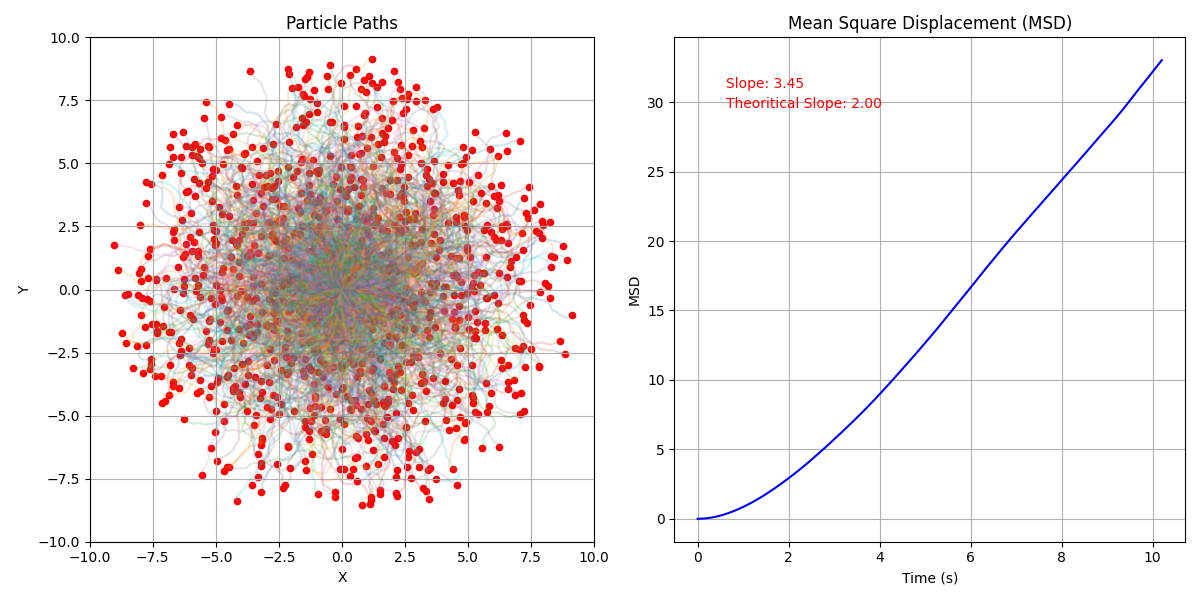 Particle Paths
10.0
7.5
5.0
2.5
0.0
−2.5
−5.0
−7.5
−10.0
Y
−10.0 −7.5 −5.0 −2.5 0.0 2.5 5.0 7.5 10.0
X
Mean Square Displacement (MSD)
Slope: 3.45
Theoritical Slope: 2.00
30
25
20
15
10
5
0
MSD
0 2 4 6 8 10
Time (s)